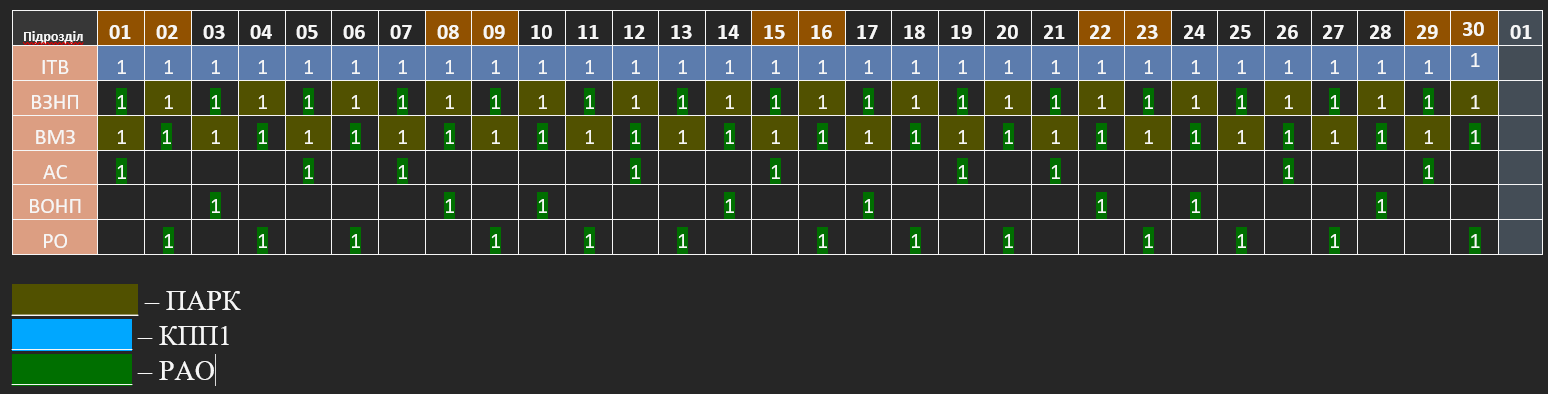 Підрозділ 01 02 03 04 05 06 07 08 09 10 11 12 13 14 15 16 17 18 19 20 21 22 23 24 25 26 27 28 29 30 01
ІТВ 1 1 1 1 1 1 1 1 1 1 1 1 1 1 1 1 1 1 1 1 1 1 1 1 1 1 1 1 1 1
ВЗНП 1 1 1 1 1 1 1 1 1 1 1 1 1 1 1 1 1 1 1 1 1 1 1 1 1 1 1 1 1 1
ВМЗ 1 1 1 1 1 1 1 1 1 1 1 1 1 1 1 1 1 1 1 1 1 1 1 1 1 1 1 1 1 1
АС 1 1 1 1 1 1 1 1 1
ВОНП 1 1 1 1 1 1 1 1
РО 1 1 1 1 1 1 1 1 1 1 1 1 1
– ПАРК
– КПП1
– РАО